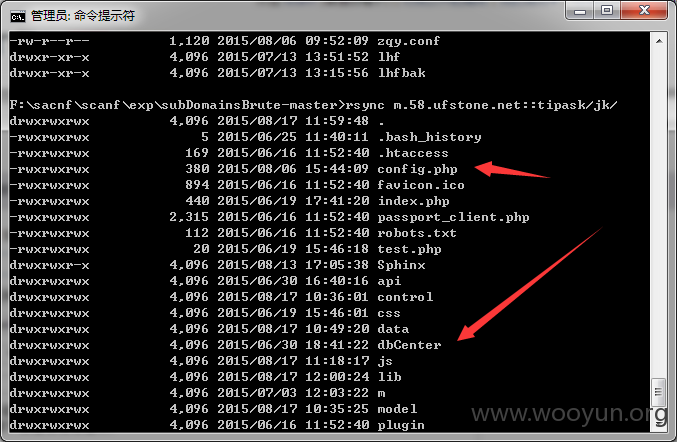 管理员: 命令提示符
-rw-r--r-- 1,120 2015/08/06 09:52:09 zqy.conf
drwxr-xr-x 4,096 2015/07/13 13:51:52 lhf
drwxr-xr-x 4,096 2015/07/13 13:15:56 lhfbak
F:\sacnf\scanf\exp\subDomainsBrute-master>rsync m.58.ufstone.net::tipask/jk/
drwxrwxrwx 4,096 2015/08/17 11:59:48 .
-rwxrwxrwx 5 2015/06/25 11:40:11 .bash_history
-rwxrwxrwx 169 2015/06/16 11:52:40 .htaccess
-rwxrwxrwx 380 2015/08/06 15:44:09 config.php
-rwxrwxrwx 894 2015/06/16 11:52:40 favicon.ico
-rwxrwxrwx 440 2015/06/19 17:41:20 index.php
-rwxrwxrwx 2,315 2015/06/16 11:52:40 passport_client.php
-rwxrwxrwx 112 2015/06/16 11:52:40 robots.txt
-rwxrwxrwx 20 2015/06/19 15:46:18 test.php
drwxrwxr-x 4,096 2015/08/13 17:05:38 Sphinx
drwxrwxrwx 4,096 2015/06/30 16:40:16 api
drwxrwxrwx 4,096 2015/08/17 10:36:01 control
drwxrwxrwx 4,096 2015/06/19 15:46:01 css
drwxrwxrwx 4,096 2015/08/17 10:49:20 data
drwxrwxrwx 4,096 2015/06/30 18:41:22 dbCenter
drwxrwxrwx 4,096 2015/08/17 11:18:17 js
drwxrwxrwx 4,096 2015/08/17 12:00:24 lib
drwxrwxrwx 4,096 2015/07/03 12:03:22 m
drwxrwxrwx 4,096 2015/08/17 10:35:25 model
drwxrwxrwx 4,096 2015/06/16 11:52:40 plugin
www.wooyun.org